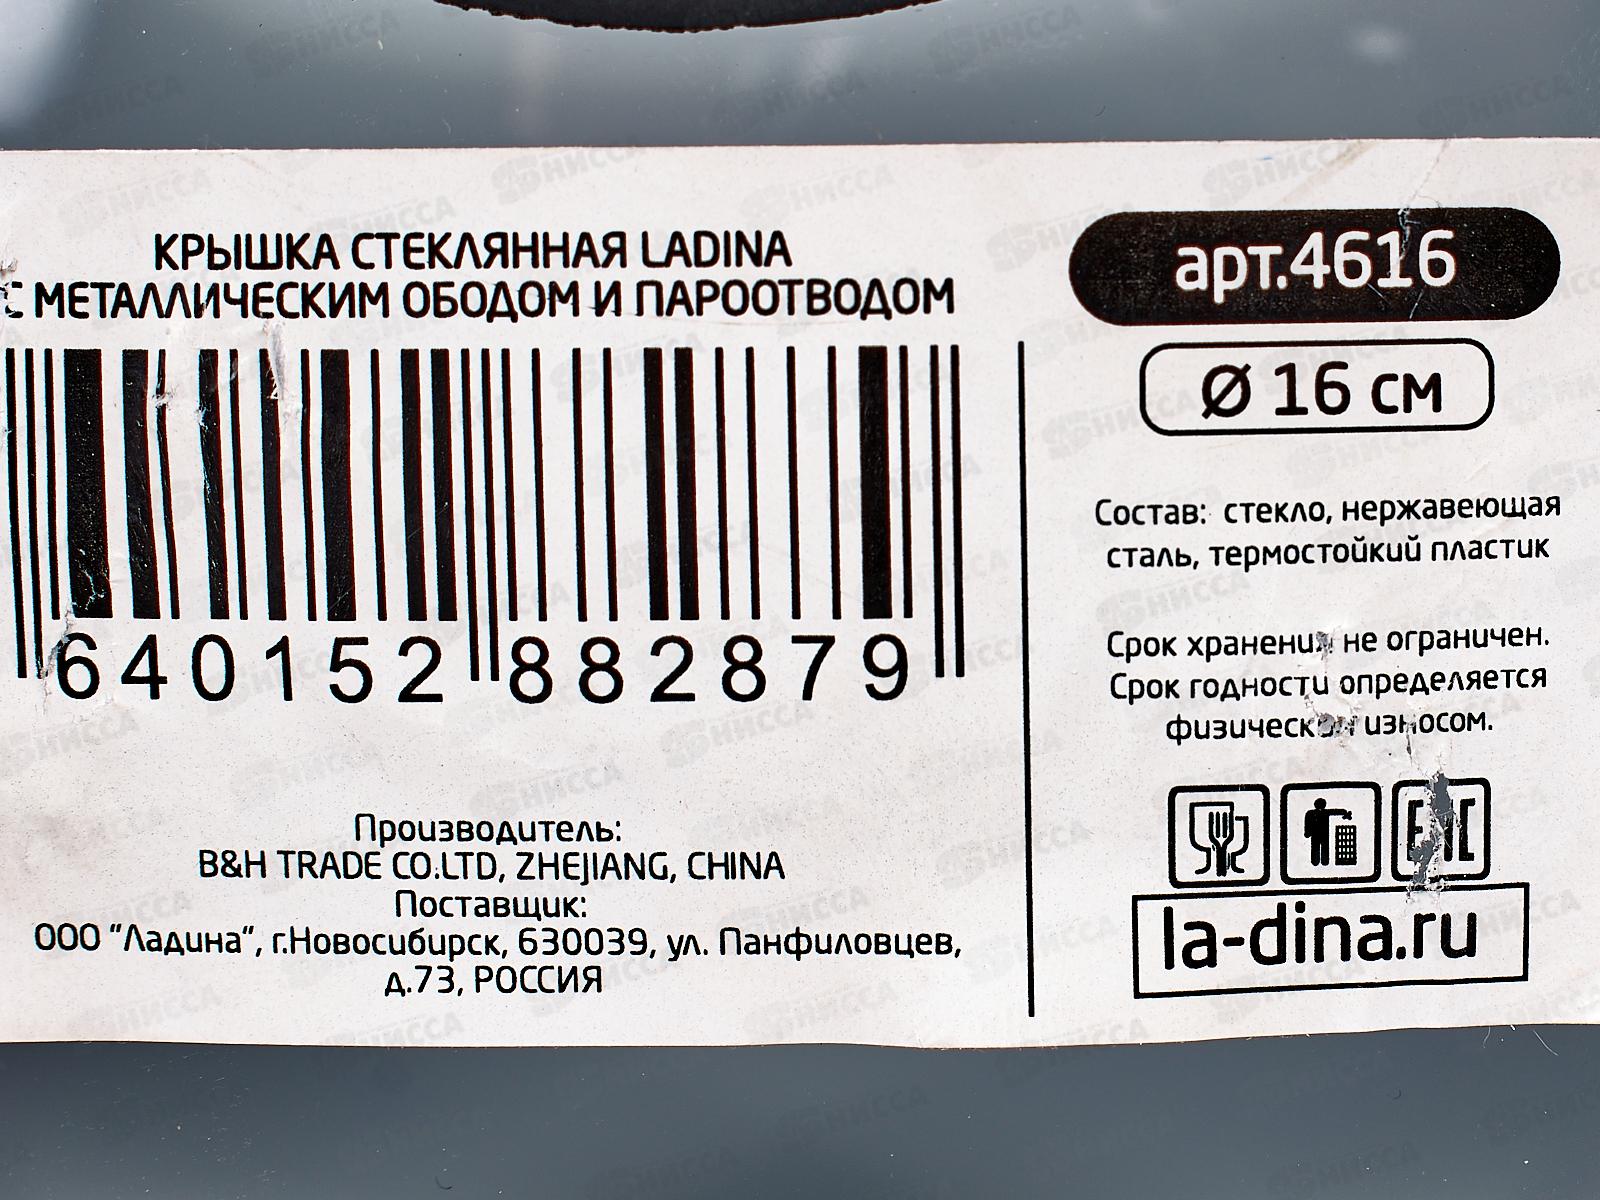 КРЫШКА СТЕКЛЯННАЯ LADINA
С МЕТАЛЛИЧЕСКИМ ОБОДОМ И ПАРООТВОДОМ
640152 882879
Производитель:
B&H TRADE CO.LTD, ZHEJIANG, CHINA
Поставщик:
ООО "Ладина", г.Новосибирск, 630039, ул. Панфиловцев,
д.73, РОССИЯ
арт.4616
Ø 16 см
Состав: стекло, нержавеющая
сталь, термостойкий пластик
Срок хранения не ограничен.
Срок годности определяется
физическим износом.
EAC
la-dina.ru
НИССА